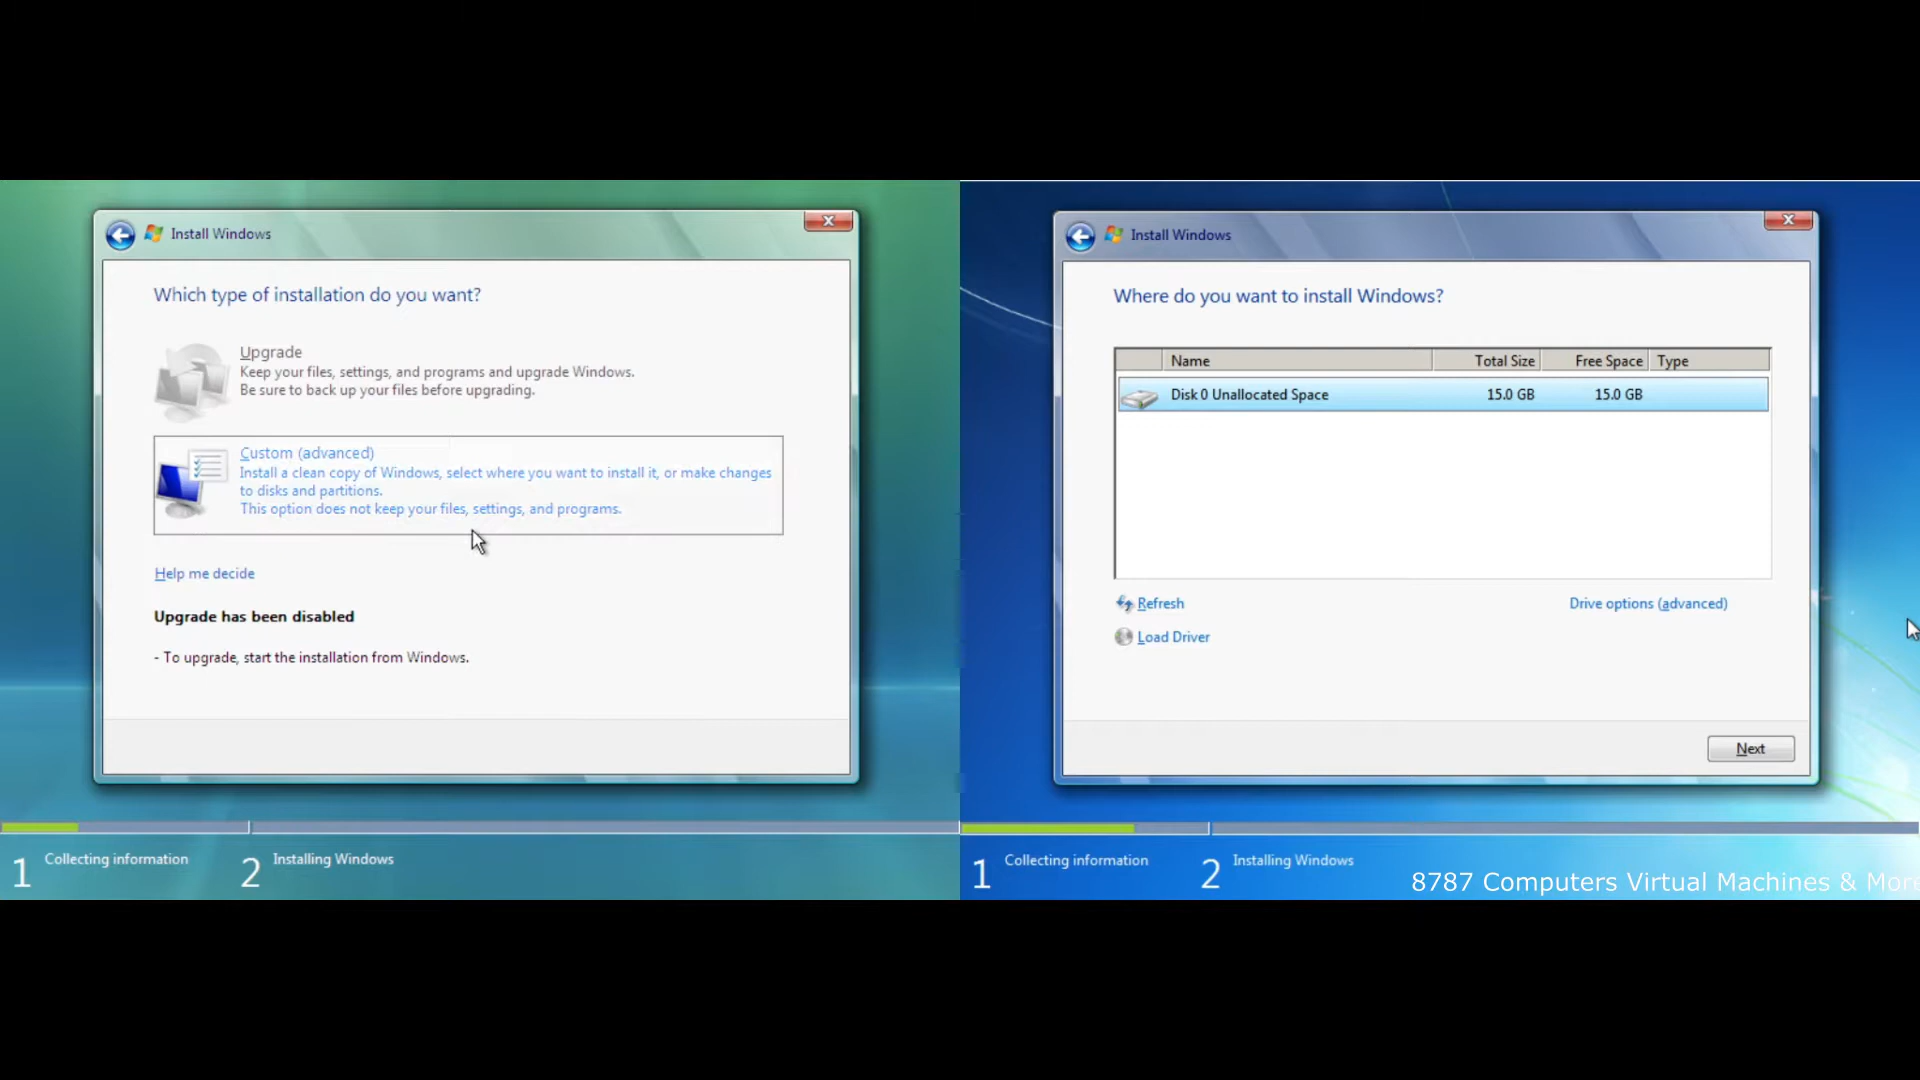 Install Windows
Which type of installation do you want?
Upgrade
Keep your files, settings, and programs and upgrade Windows.
Be sure to back up your files before upgrading.
Custom (advanced)
Install a clean copy of Windows, select where you want to install it, or make changes
to disks and partitions.
This option does not keep your files, settings, and programs.
Help me decide
Upgrade has been disabled
- To upgrade, start the installation from Windows.
1 Collecting information 2 Installing Windows
Install Windows
Where do you want to install Windows?
Name Total Size Free Space Type
Disk 0 Unallocated Space 15.0 GB 15.0 GB
Refresh Drive options (advanced)
Load Driver
Next
1 Collecting information 2 Installing Windows
8787 Computers Virtual Machines & More